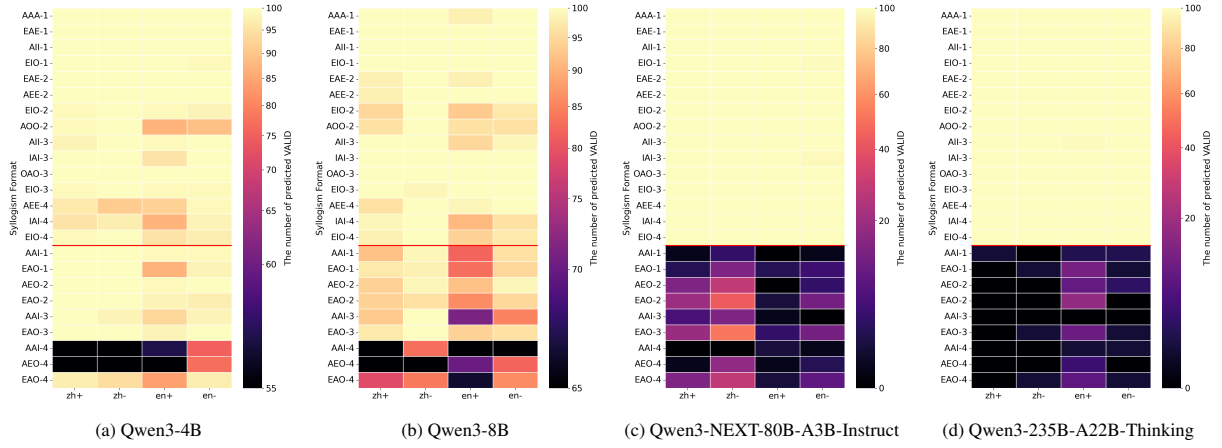 Syllogism Format
AAA-1
EAE-1
AII-1
EIO-1
EAE-2
AEE-2
EIO-2
AOO-2
AII-3
IAI-3
OAO-3
EIO-3
AEE-4
IAI-4
EIO-4
AAI-1
EAO-1
AEO-2
EAO-2
AAI-3
EAO-3
AAI-4
AEO-4
EAO-4
zh+ zh- en+ en-
100
95
90
85
80
75
70
65
60
55
The number of predicted VALID
(a) Qwen3-4B
Syllogism Format
AAA-1
EAE-1
AII-1
EIO-1
EAE-2
AEE-2
EIO-2
AOO-2
AII-3
IAI-3
OAO-3
EIO-3
AEE-4
IAI-4
EIO-4
AAI-1
EAO-1
AEO-2
EAO-2
AAI-3
EAO-3
AAI-4
AEO-4
EAO-4
zh+ zh- en+ en-
100
95
90
85
80
75
70
65
The number of predicted VALID
(b) Qwen3-8B
Syllogism Format
AAA-1
EAE-1
AII-1
EIO-1
EAE-2
AEE-2
EIO-2
AOO-2
AII-3
IAI-3
OAO-3
EIO-3
AEE-4
IAI-4
EIO-4
AAI-1
EAO-1
AEO-2
EAO-2
AAI-3
EAO-3
AAI-4
AEO-4
EAO-4
zh+ zh- en+ en-
100
80
60
40
20
0
The number of predicted VALID
(c) Qwen3-NEXT-80B-A3B-Instruct
Syllogism Format
AAA-1
EAE-1
AII-1
EIO-1
EAE-2
AEE-2
EIO-2
AOO-2
AII-3
IAI-3
OAO-3
EIO-3
AEE-4
IAI-4
EIO-4
AAI-1
EAO-1
AEO-2
EAO-2
AAI-3
EAO-3
AAI-4
AEO-4
EAO-4
zh+ zh- en+ en-
100
80
60
40
20
0
The number of predicted VALID
(d) Qwen3-235B-A22B-Thinking